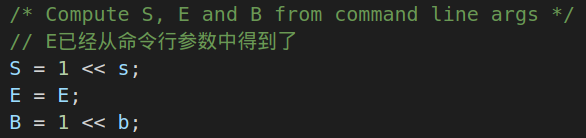 /* Compute S, E and B from command line args */
// E已经从命令行参数中得到了
S = 1 << s;
E = E;
B = 1 << b;